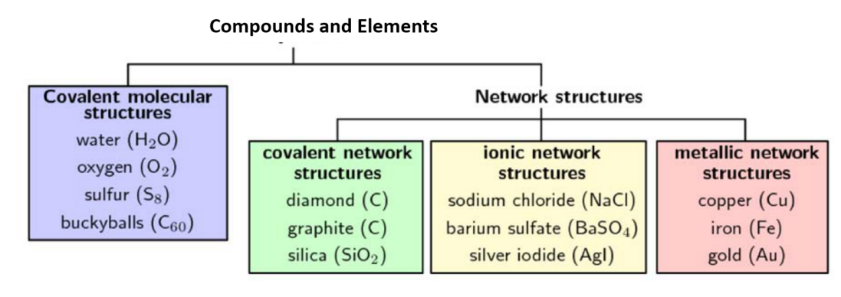 Compounds and Elements
Covalent molecular
structures
water (H₂O)
oxygen (O₂)
sulfur (S₈)
buckyballs (C₆₀)
Network structures
covalent network
structures
diamond (C)
graphite (C)
silica (SiO₂)
ionic network
structures
sodium chloride (NaCl)
barium sulfate (BaSO₄)
silver iodide (AgI)
metallic network
structures
copper (Cu)
iron (Fe)
gold (Au)